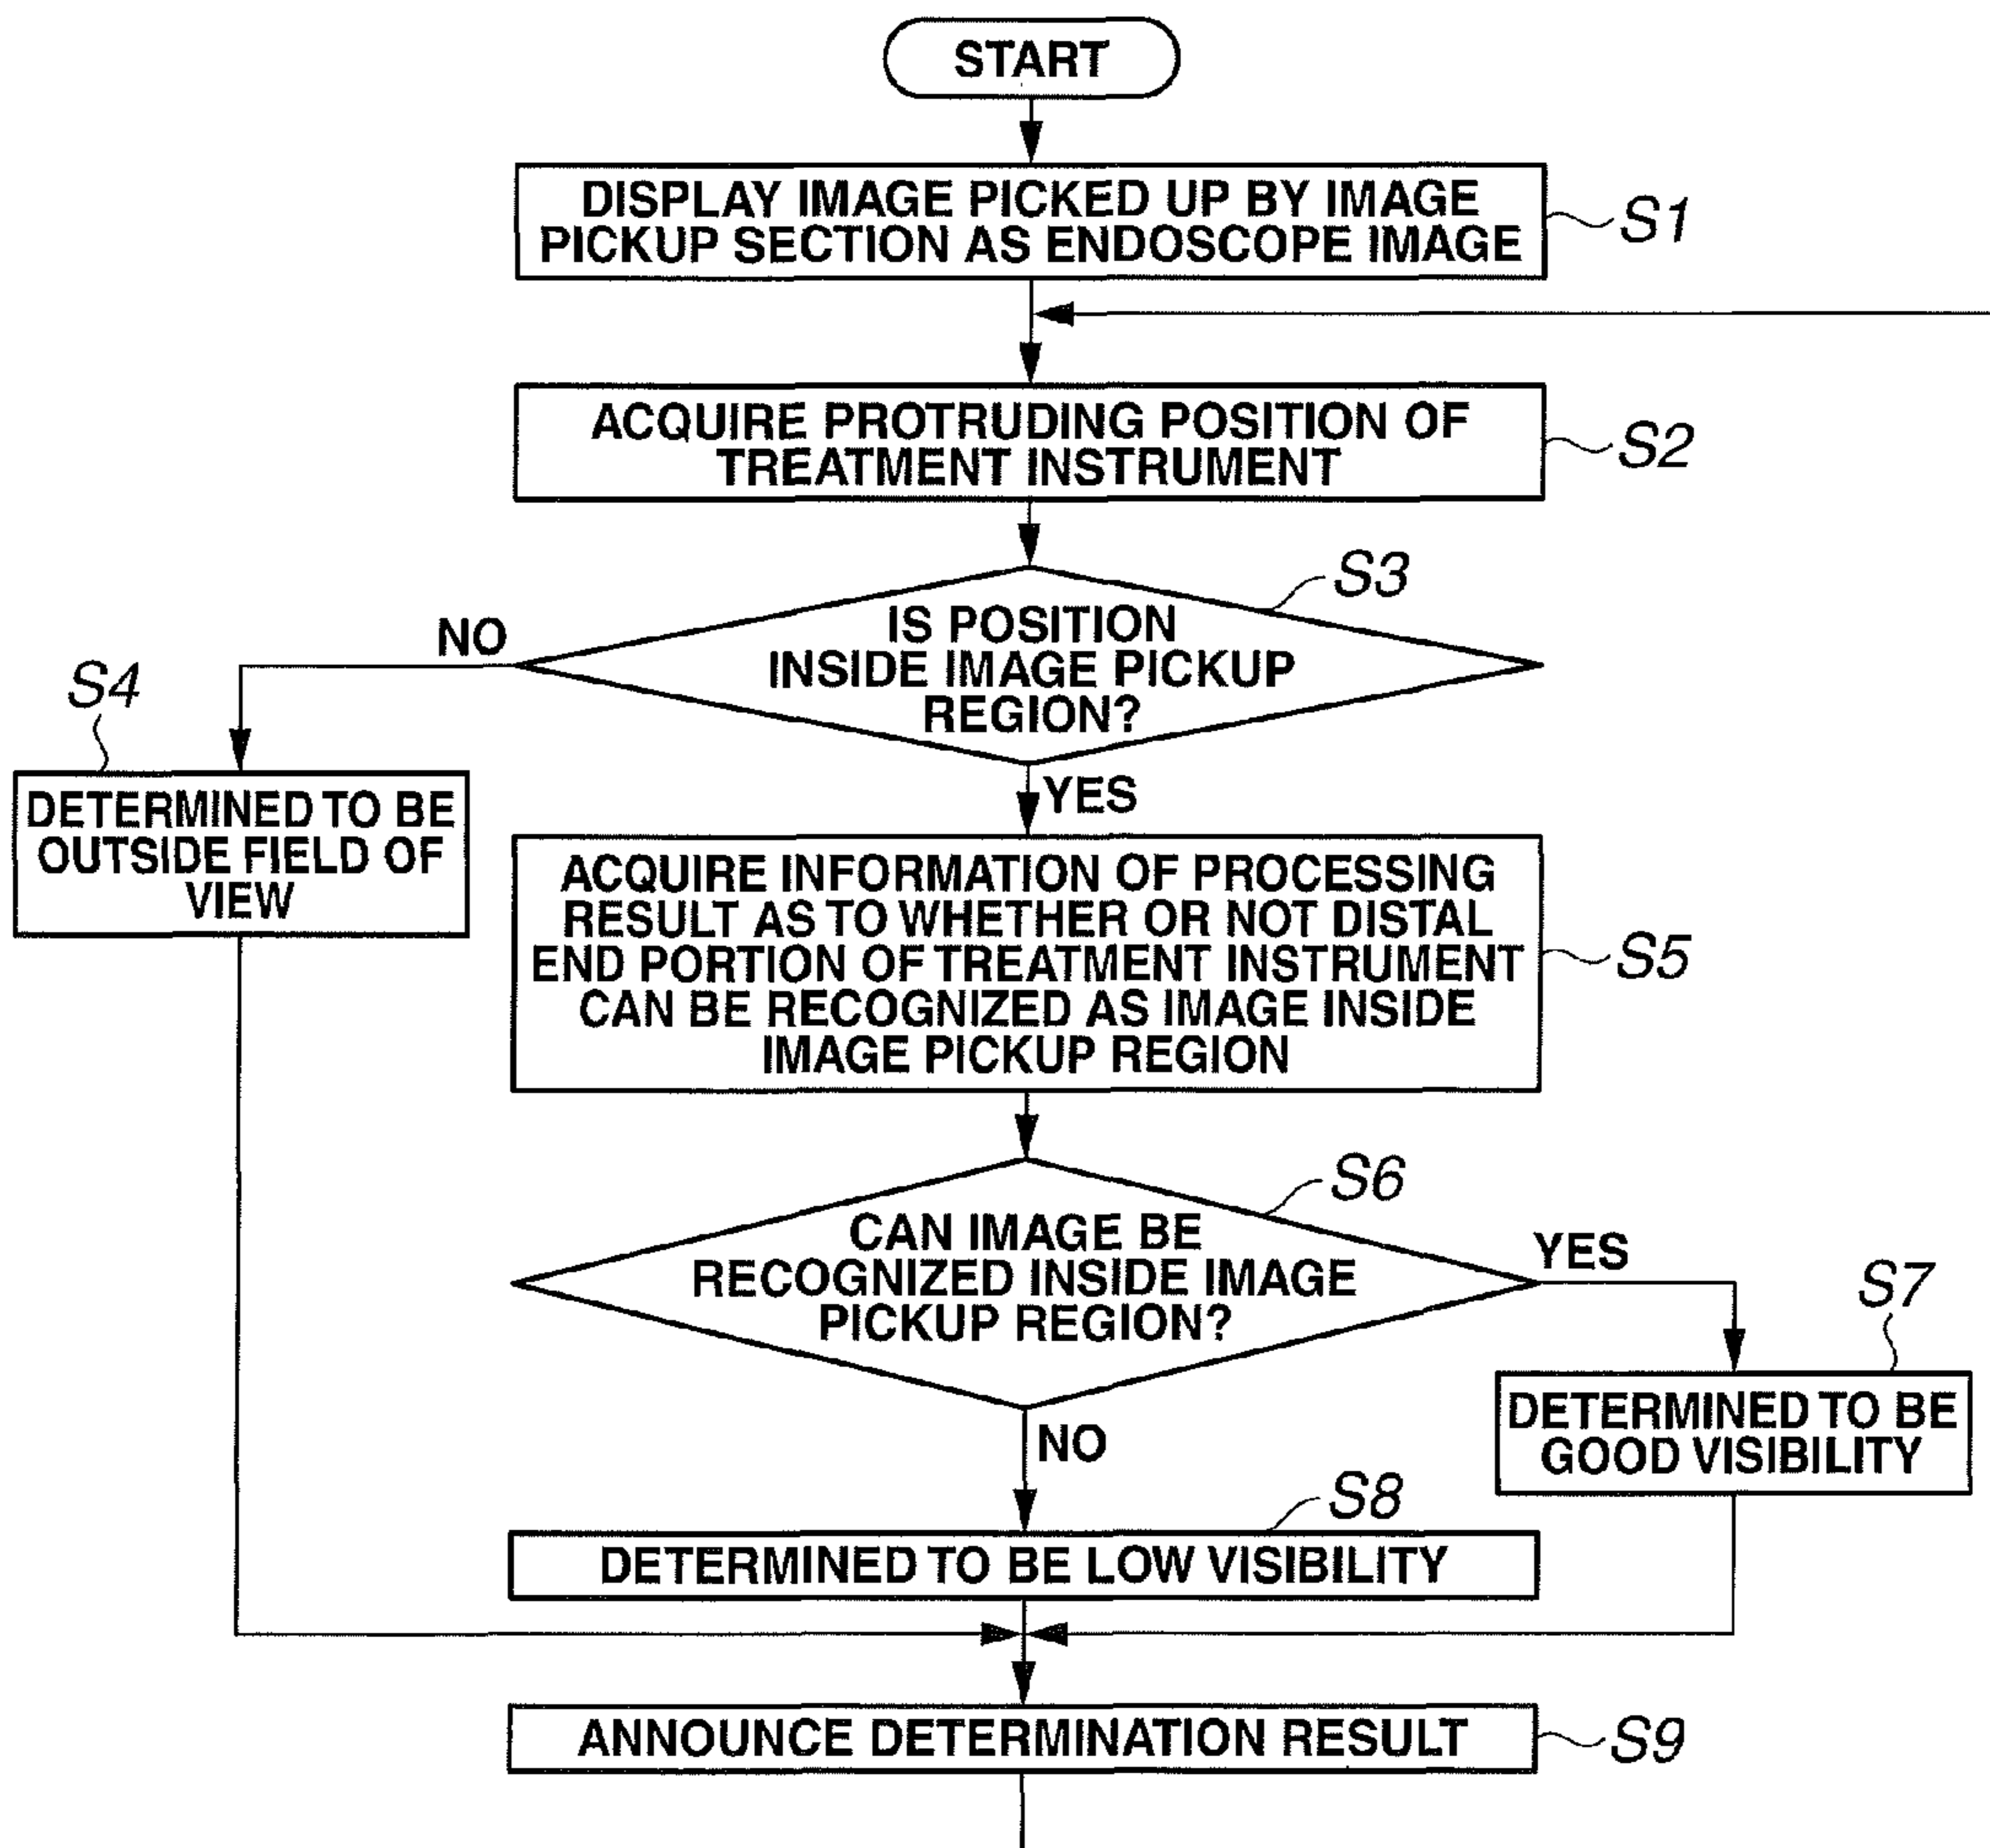 START
DISPLAY IMAGE PICKED UP BY IMAGE
PICKUP SECTION AS ENDOSCOPE IMAGE
S1
ACQUIRE PROTRUDING POSITION OF
TREATMENT INSTRUMENT
S2
S3
IS POSITION
INSIDE IMAGE PICKUP
REGION?
NO
YES
S4
DETERMINED TO BE
OUTSIDE FIELD OF
VIEW
ACQUIRE INFORMATION OF PROCESSING
RESULT AS TO WHETHER OR NOT DISTAL
END PORTION OF TREATMENT INSTRUMENT
CAN BE RECOGNIZED AS IMAGE INSIDE
IMAGE PICKUP REGION
S5
S6
CAN IMAGE BE
RECOGNIZED INSIDE IMAGE
PICKUP REGION?
YES
NO
S7
DETERMINED TO BE
GOOD VISIBILITY
S8
DETERMINED TO BE LOW VISIBILITY
ANNOUNCE DETERMINATION RESULT
S9